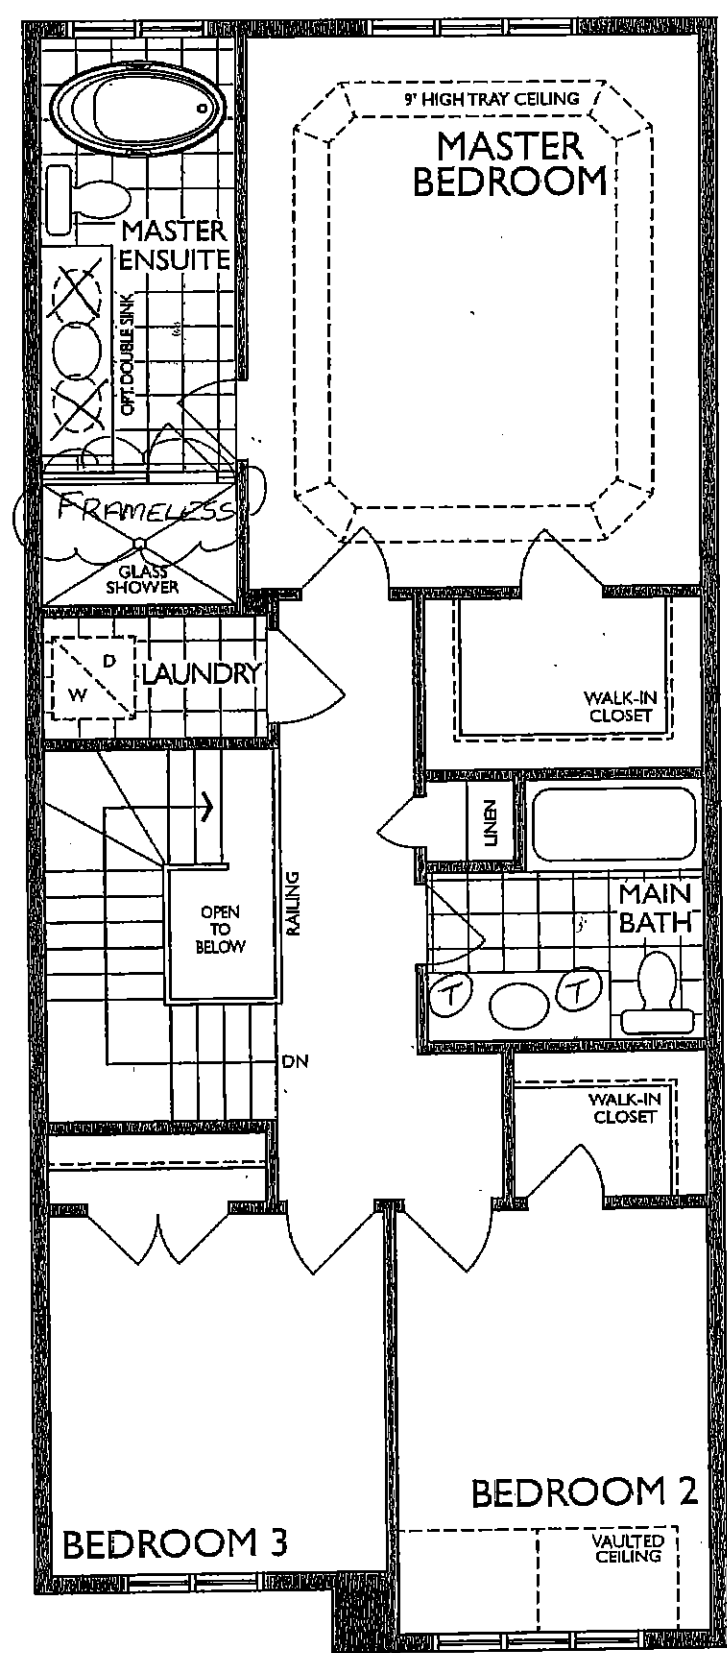 9' HIGH TRAY CEILING
MASTER
BEDROOM
MASTER
ENSUITE
OPT. DOUBLE SINK
FRAMELESS
GLASS
SHOWER
D
W
LAUNDRY
WALK-IN
CLOSET
LINEN
RAILING
OPEN
TO
BELOW
MAIN
BATH
T
T
DN
WALK-IN
CLOSET
BEDROOM 2
BEDROOM 3
VAULTED
CEILING